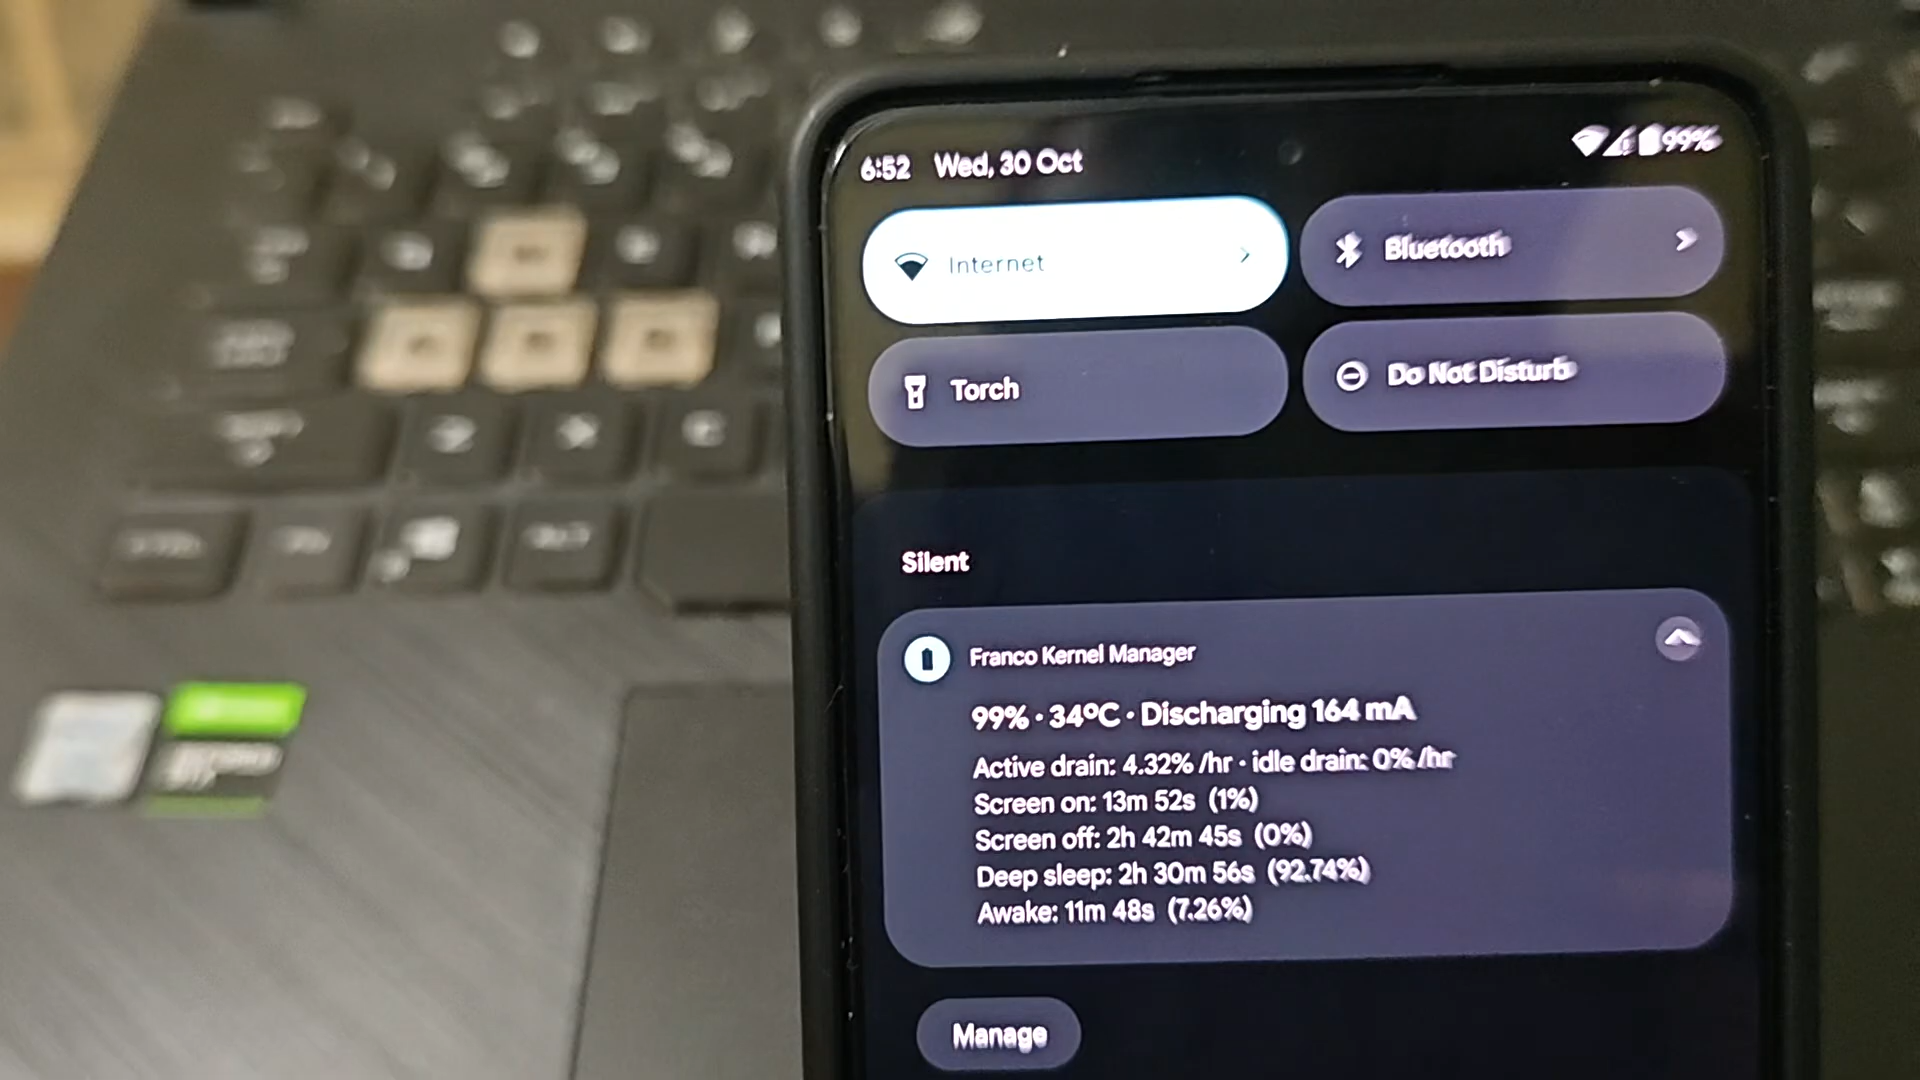 6:52 Wed, 30 Oct 99%
Internet
Bluetooth
Torch
Do Not Disturb
Silent
Franco Kernel Manager
99% · 34ºC · Discharging 164 mA
Active drain: 4.32% /hr · idle drain: 0% /hr
Screen on: 13m 52s (1%)
Screen off: 2h 42m 45s (0%)
Deep sleep: 2h 30m 56s (92.74%)
Awake: 11m 48s (7.26%)
Manage